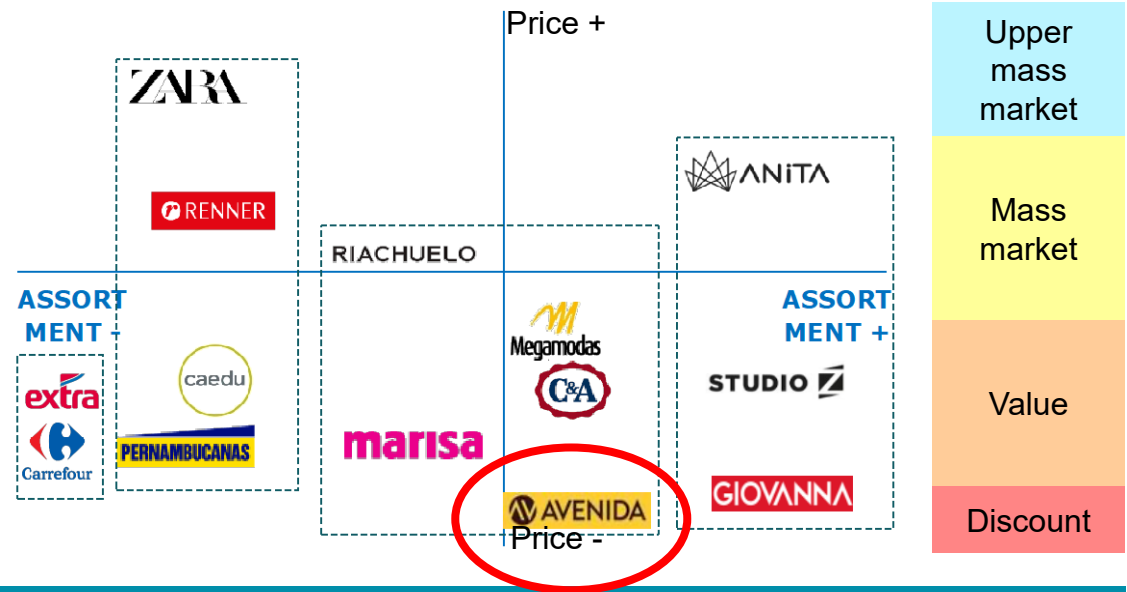 Price +
Upper
mass
market
ZARA
ANiTA
RENNER
Mass
market
RIACHUELO
ASSORT
MENT -
ASSORT
MENT +
Megamodas
extra
caedu
C&A
STUDIO Z
Value
Carrefour
PERNAMBUCANAS
marisa
AVENIDA
GIOVANNA
Price -
Discount